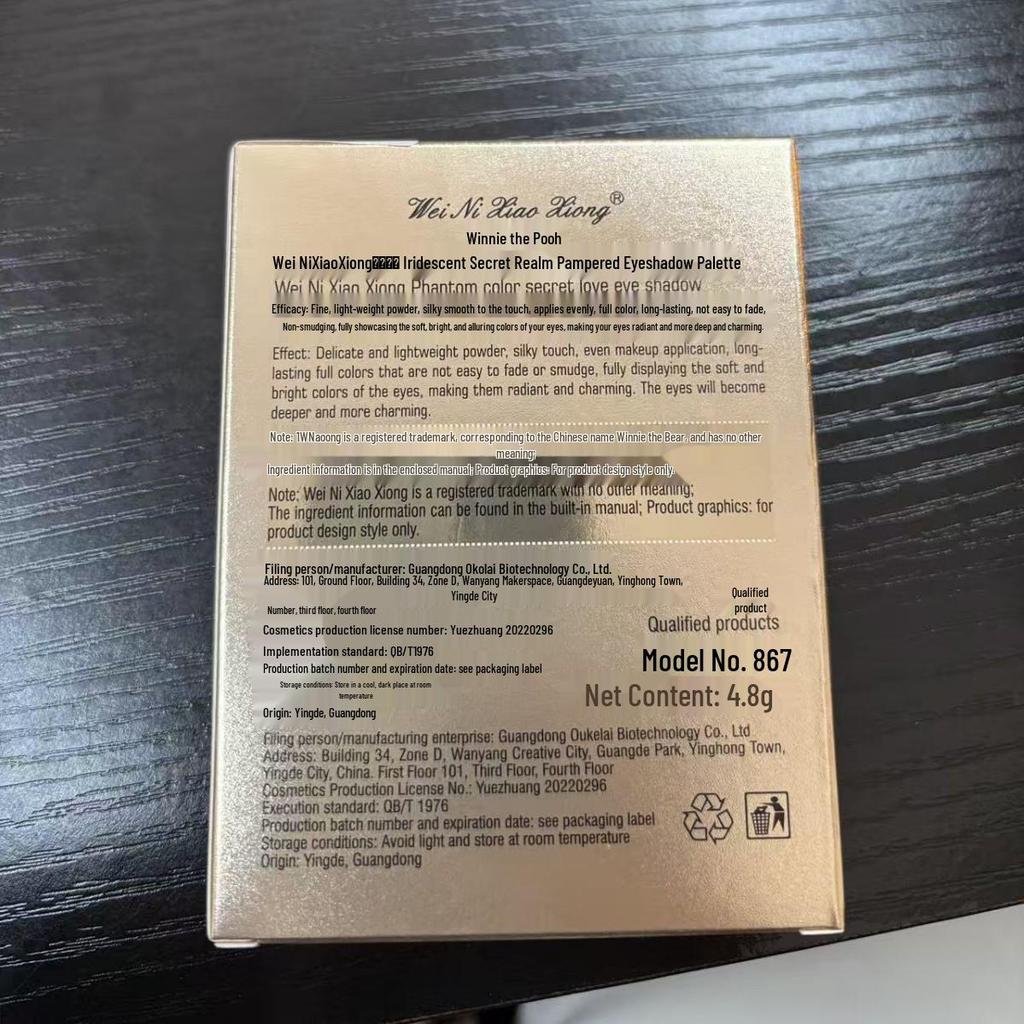 Wei Ni Xiao Xiong®
Winnie the Pooh
Wei NiXiaoXiong Iridescent Secret Realm Pampered Eyeshadow Palette
Wei Ni Xiao Xiong Phantom color secret love eye shadow
Efficacy: Fine, light-weight powder, silky smooth to the touch, applies evenly, full color, long-lasting, not easy to fade,
Non-smudging, fully showcasing the soft, bright, and alluring colors of your eyes, making your eyes radiant and more deep and charming.
Effect: Delicate and lightweight powder, silky touch, even makeup application, long-
lasting full colors that are not easy to fade or smudge, fully displaying the soft and
bright colors of the eyes, making them radiant and charming. The eyes will become
deeper and more charming.
Note: 1WNaoong is a registered trademark, corresponding to the Chinese name Winnie the Bear, and has no other
meaning;
Ingredient information is in the enclosed manual; Product graphics: For product design style only.
Note; Wei Ni Xiao Xiong is a registered trademark with no other meaning;
The ingredient information can be found in the built-in manual; Product graphics: for
product design style only.
Filing person/manufacturer: Guangdong Okolai Biotechnology Co., Ltd.
Address: 101, Ground Floor, Building 34, Zone D, Wanyang Makerspace, Guangdeyuan, Yinghong Town,
Yingde City
Number, third floor, fourth floor
Cosmetics production license number: Yuezhuang 20220296
Implementation standard: QB/T1976
Production batch number and expiration date: see packaging label
Storage conditions: Store in a cool, dark place at room
temperature
Origin: Yingde, Guangdong
Qualified
product
Qualified products
Model No. 867
Net Content: 4.8g
Filing person/manufacturing enterprise: Guangdong Oukelai Biotechnology Co., Ltd
Address: Building 34, Zone D, Wanyang Creative City, Guangde Park, Yinghong Town,
Yingde City, China. First Floor 101, Third Floor, Fourth Floor
Cosmetics Production License No.: Yuezhuang 20220296
Execution standard: QB/T 1976
Production batch number and expiration date: see packaging label
Storage conditions: Avoid light and store at room temperature
Origin: Yingde, Guangdong